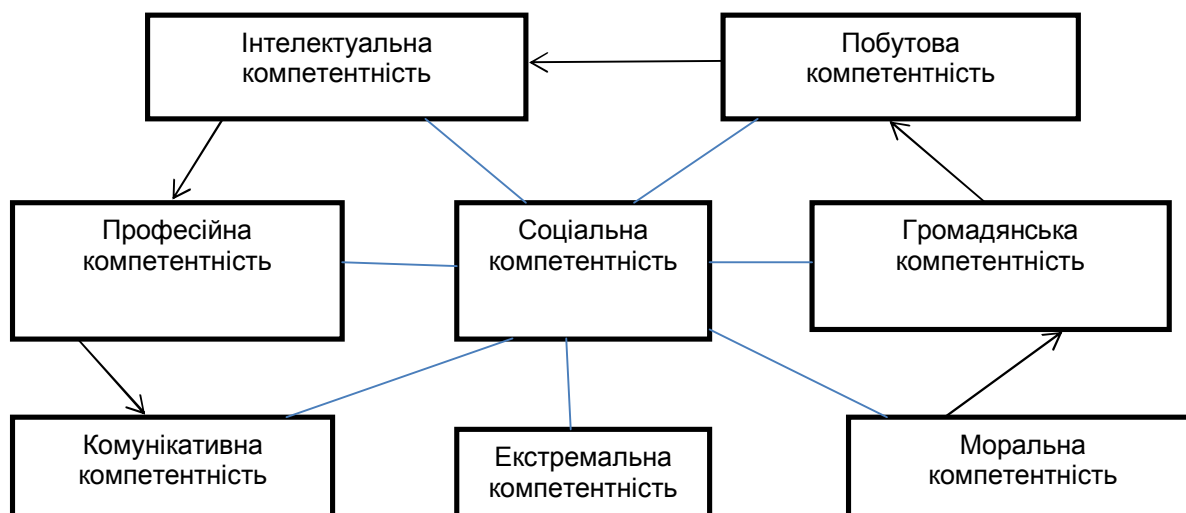 Інтелектуальна
компетентність
Побутова
компетентність
Професійна
компетентність
Соціальна
компетентність
Громадянська
компетентність
Комунікативна
компетентність
Екстремальна
компетентність
Моральна
компетентність